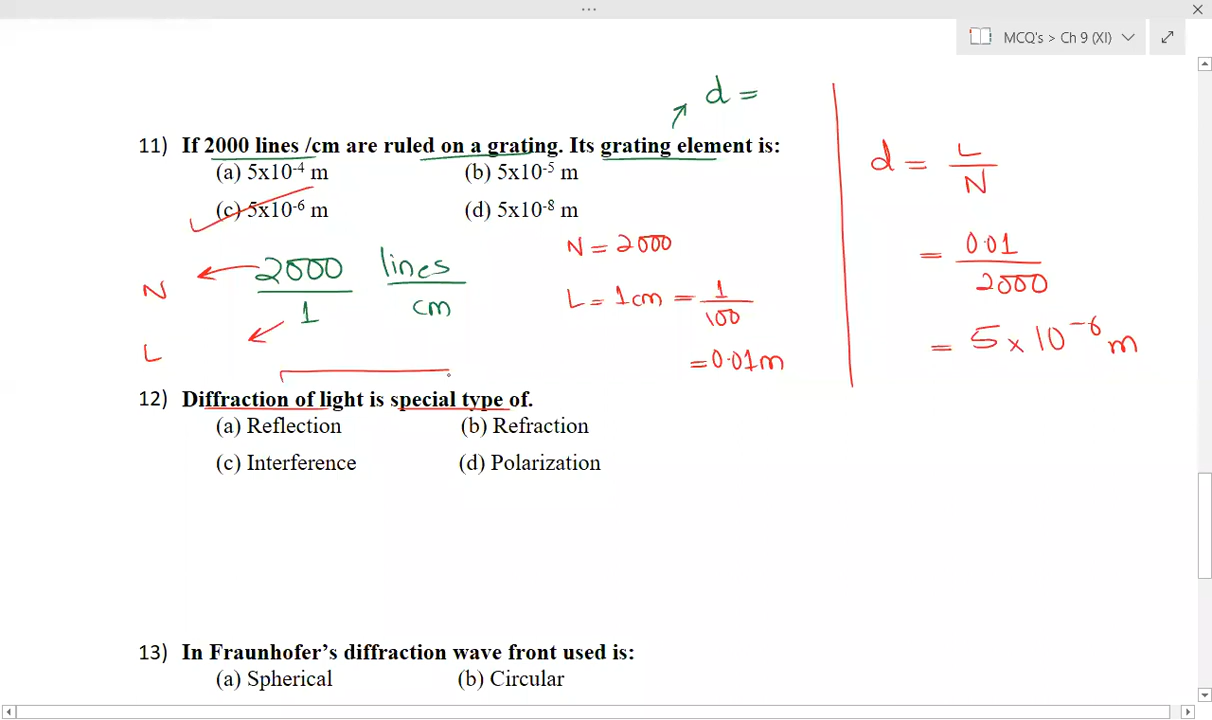 MCQ's > Ch 9 (XI)
d =
11) If 2000 lines /cm are ruled on a grating. Its grating element is:
(a) 5x10-4 m (b) 5x10-5 m
(c) 5x10-6 m (d) 5x10-8 m
N = 2000
N 2000/1 lines/cm
L = 1cm = 1/100
L
= 0.01m
d = L/N
= 0.01/2000
= 5 × 10⁻⁶ m
12) Diffraction of light is special type of.
(a) Reflection (b) Refraction
(c) Interference (d) Polarization
13) In Fraunhofer’s diffraction wave front used is:
(a) Spherical (b) Circular